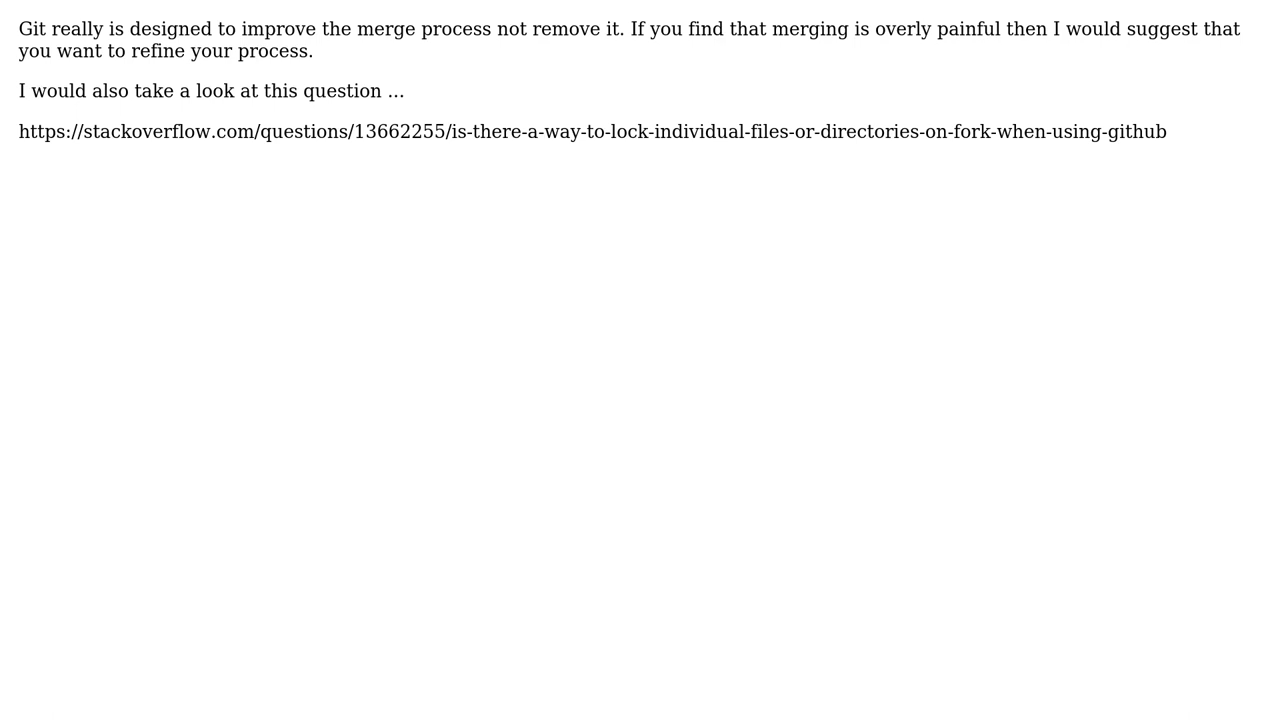 Git really is designed to improve the merge process not remove it. If you find that merging is overly painful then I would suggest that
you want to refine your process.
I would also take a look at this question ...
https://stackoverflow.com/questions/13662255/is-there-a-way-to-lock-individual-files-or-directories-on-fork-when-using-github